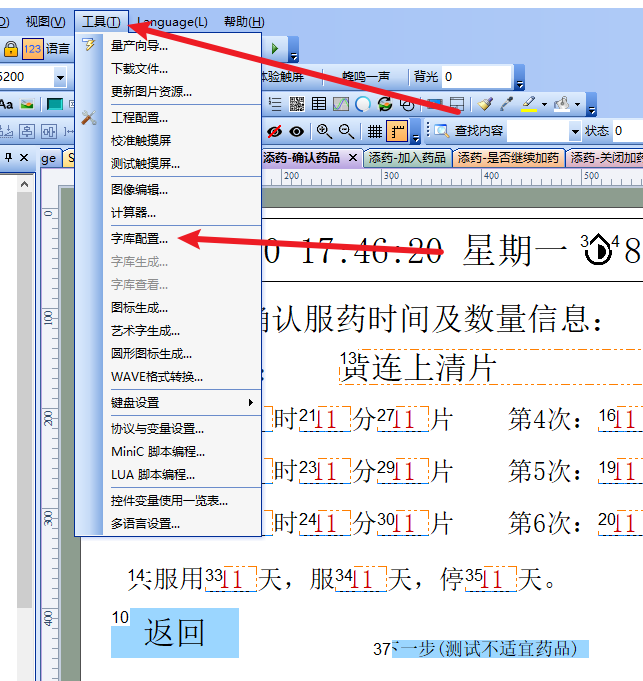 视图(V) 工具(T) Language(L) 帮助(H)
123 语言 量产向导...
5200 下载文件... 体验触屏 蜂鸣一声 背光 0
Aa 更新图片资源...
工程配置...
校准触摸屏 查找内容 状态 0
测试触摸屏... ge S 添药-确认药品 添药-加入药品 添药-是否继续加药 添药-关闭加药
200 300 400 500
图像编辑...
计算器...
字库配置... 0 17:46:20 星期一 3 4 8
字库生成...
字库查看...
图标生成... 确认服药时间及数量信息：
艺术字生成...
圆形图标生成... 13 黄连上清片
WAVE格式转换...
键盘设置 时 21 11 分 27 11 片 第4次： 16 11
协议与变量设置...
MiniC 脚本编程...
LUA 脚本编程... 时 23 11 分 29 11 片 第5次： 19 11
控件变量使用一览表...
多语言设置... 时 24 11 分 30 11 片 第6次： 20 11
14 共服用 33 11 天，服 34 11 天，停 35 11 天。
10 返回
37 下一步(测试不适宜药品)
0
100
200
300
400